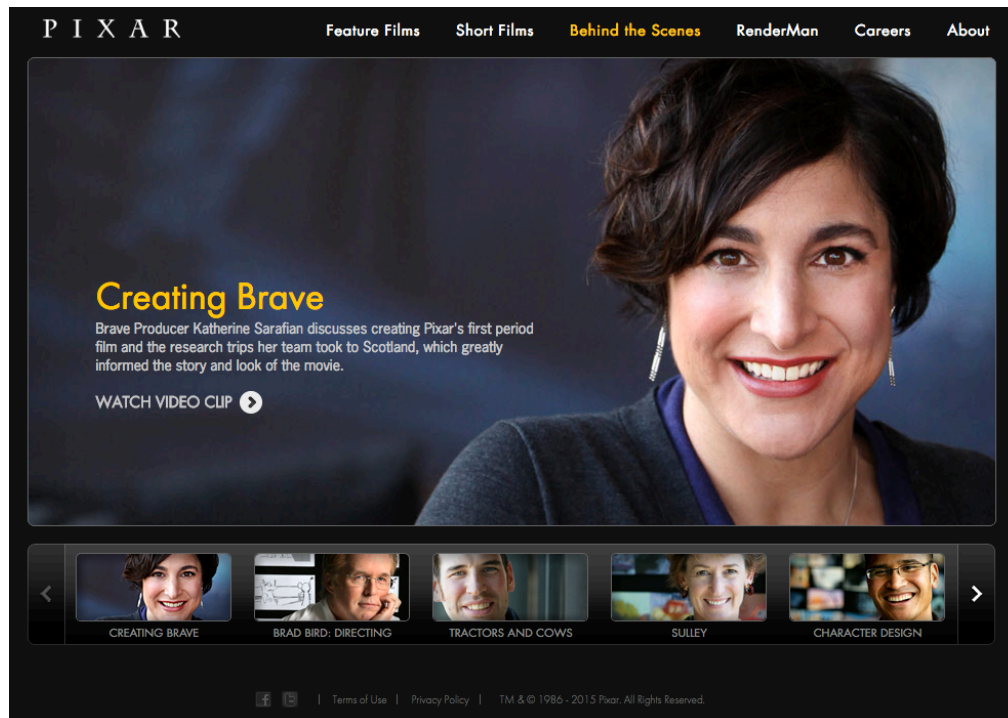 PIXAR
Feature Films Short Films Behind the Scenes RenderMan Careers About
Creating Brave
Brave Producer Katherine Sarafian discusses creating Pixar's first period
film and the research trips her team took to Scotland, which greatly
informed the story and look of the movie.
WATCH VIDEO CLIP
CREATING BRAVE BRAD BIRD: DIRECTING TRACTORS AND COWS SULLEY CHARACTER DESIGN
| Terms of Use | Privacy Policy | TM & © 1986 - 2015 Pixar. All Rights Reserved.